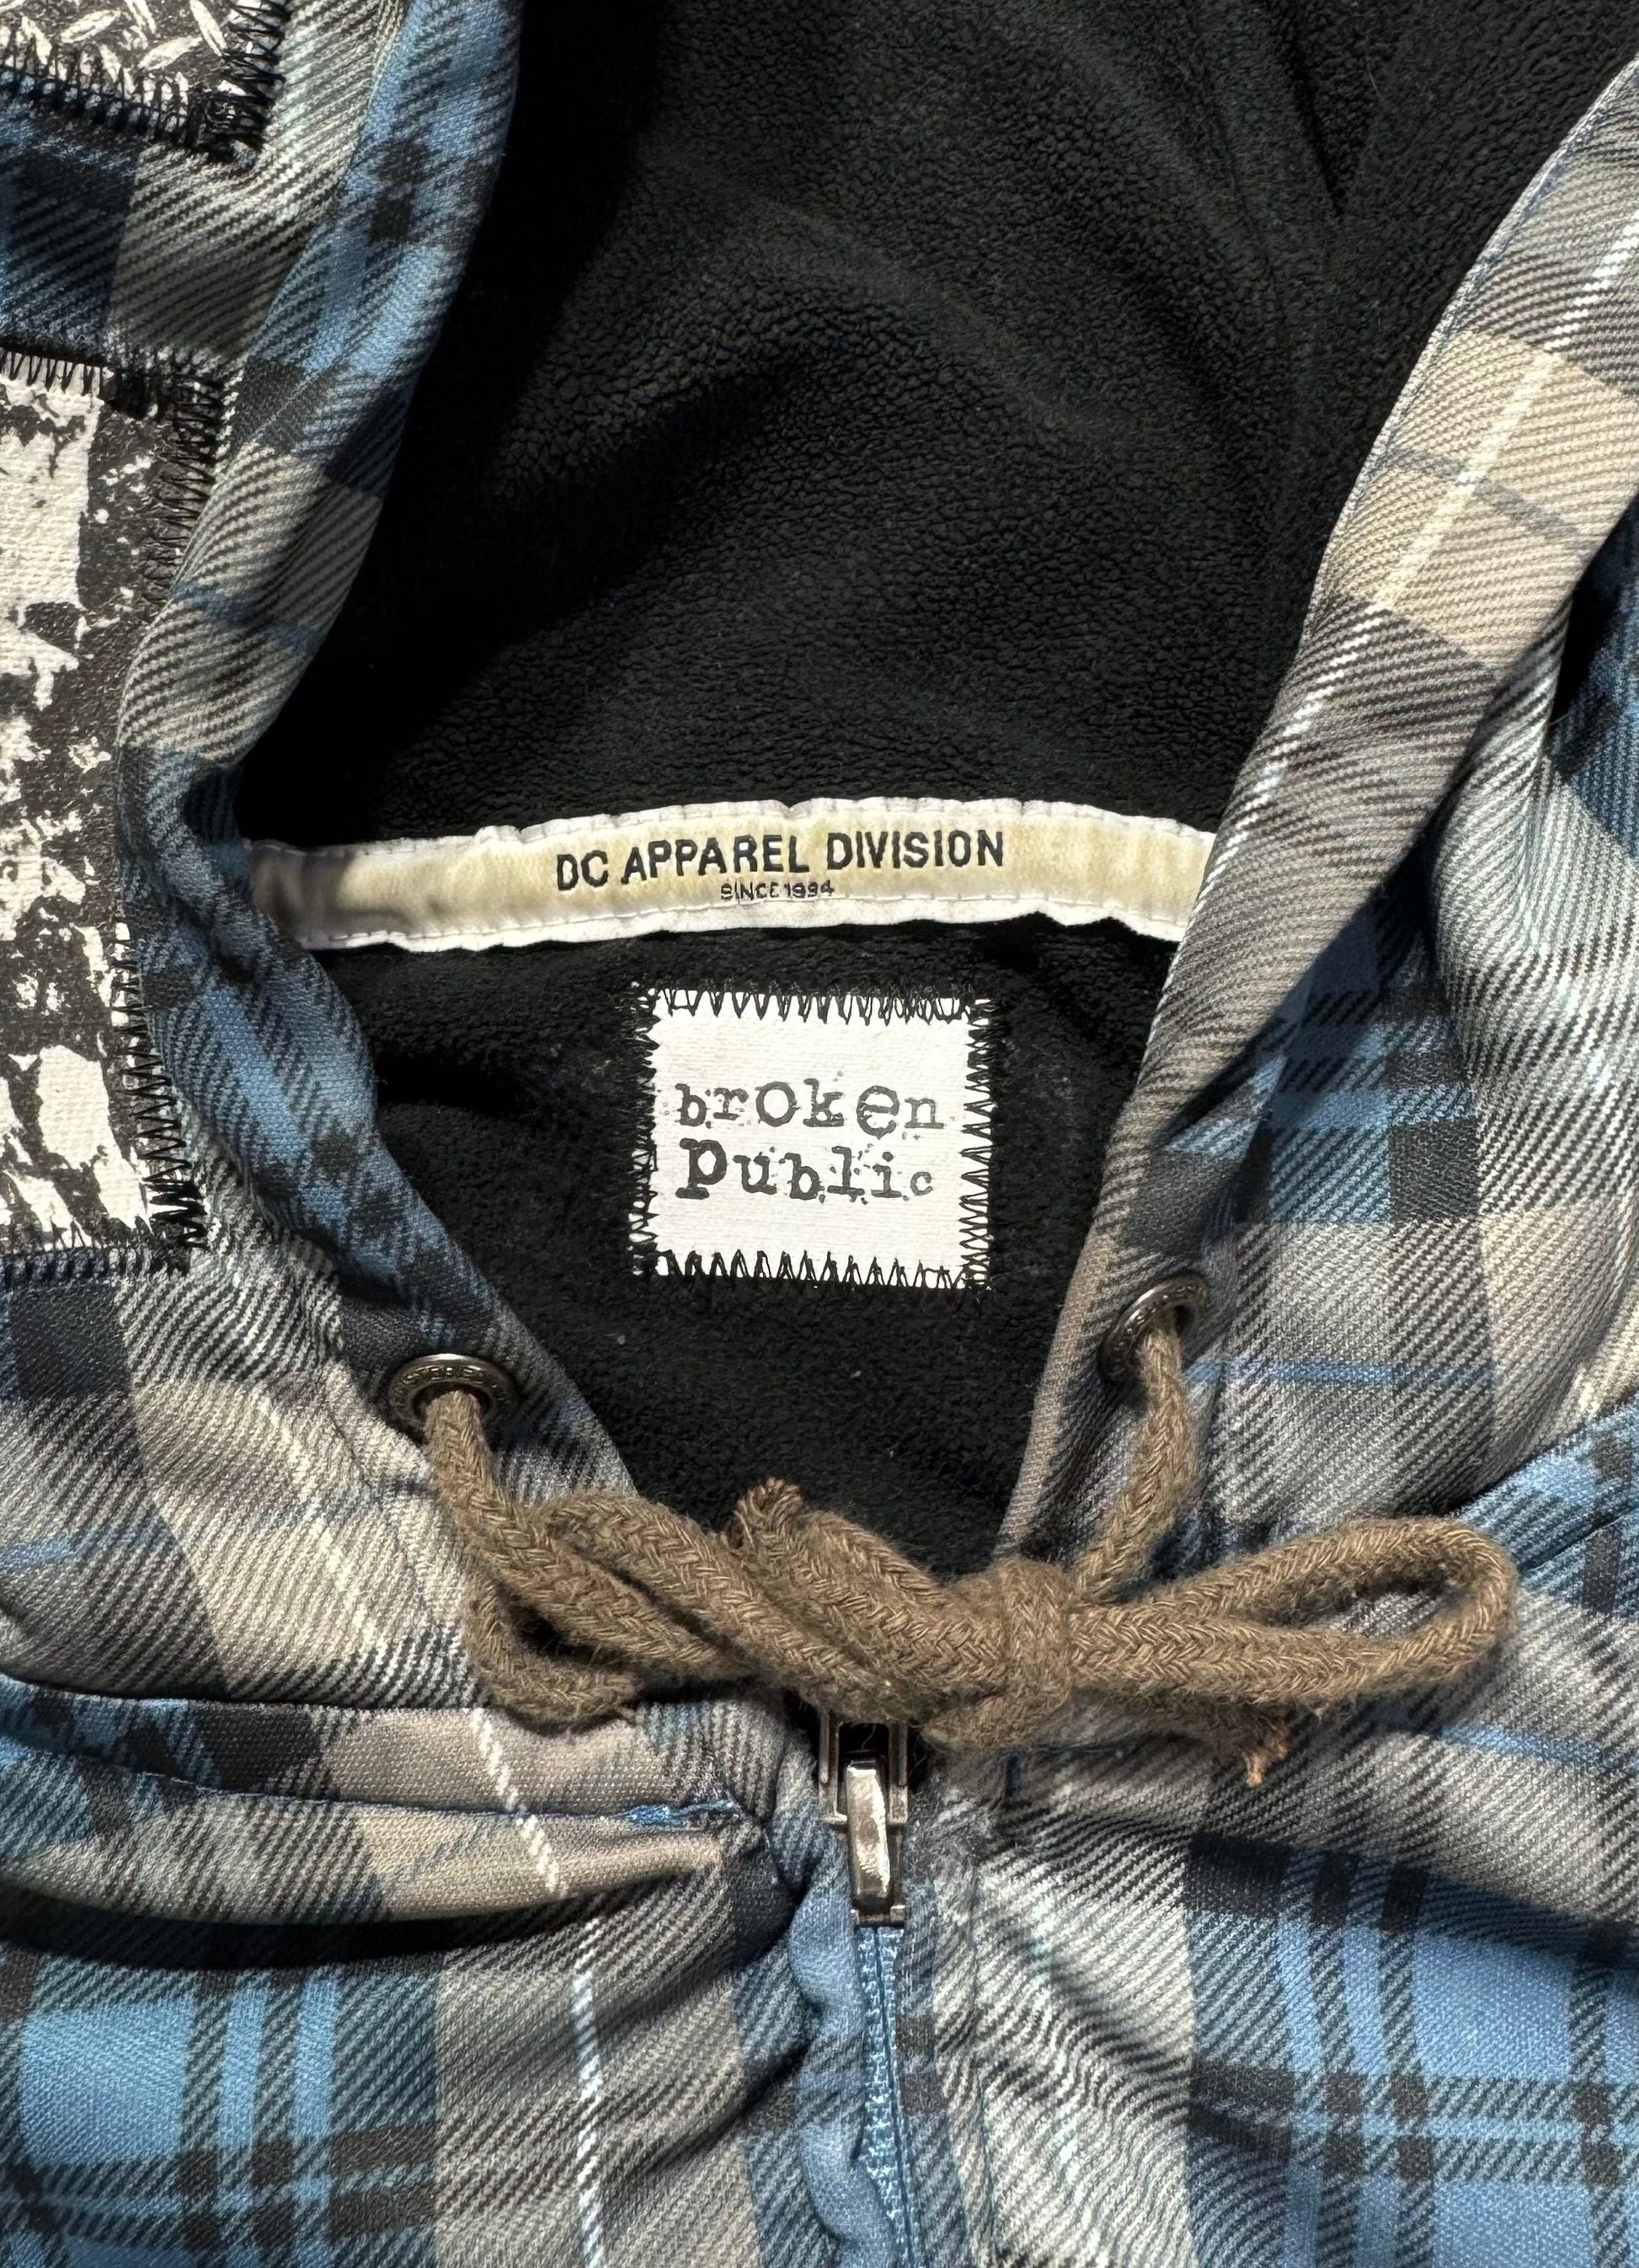 DC APPAREL DIVISION
SINCE 1994
broken
public